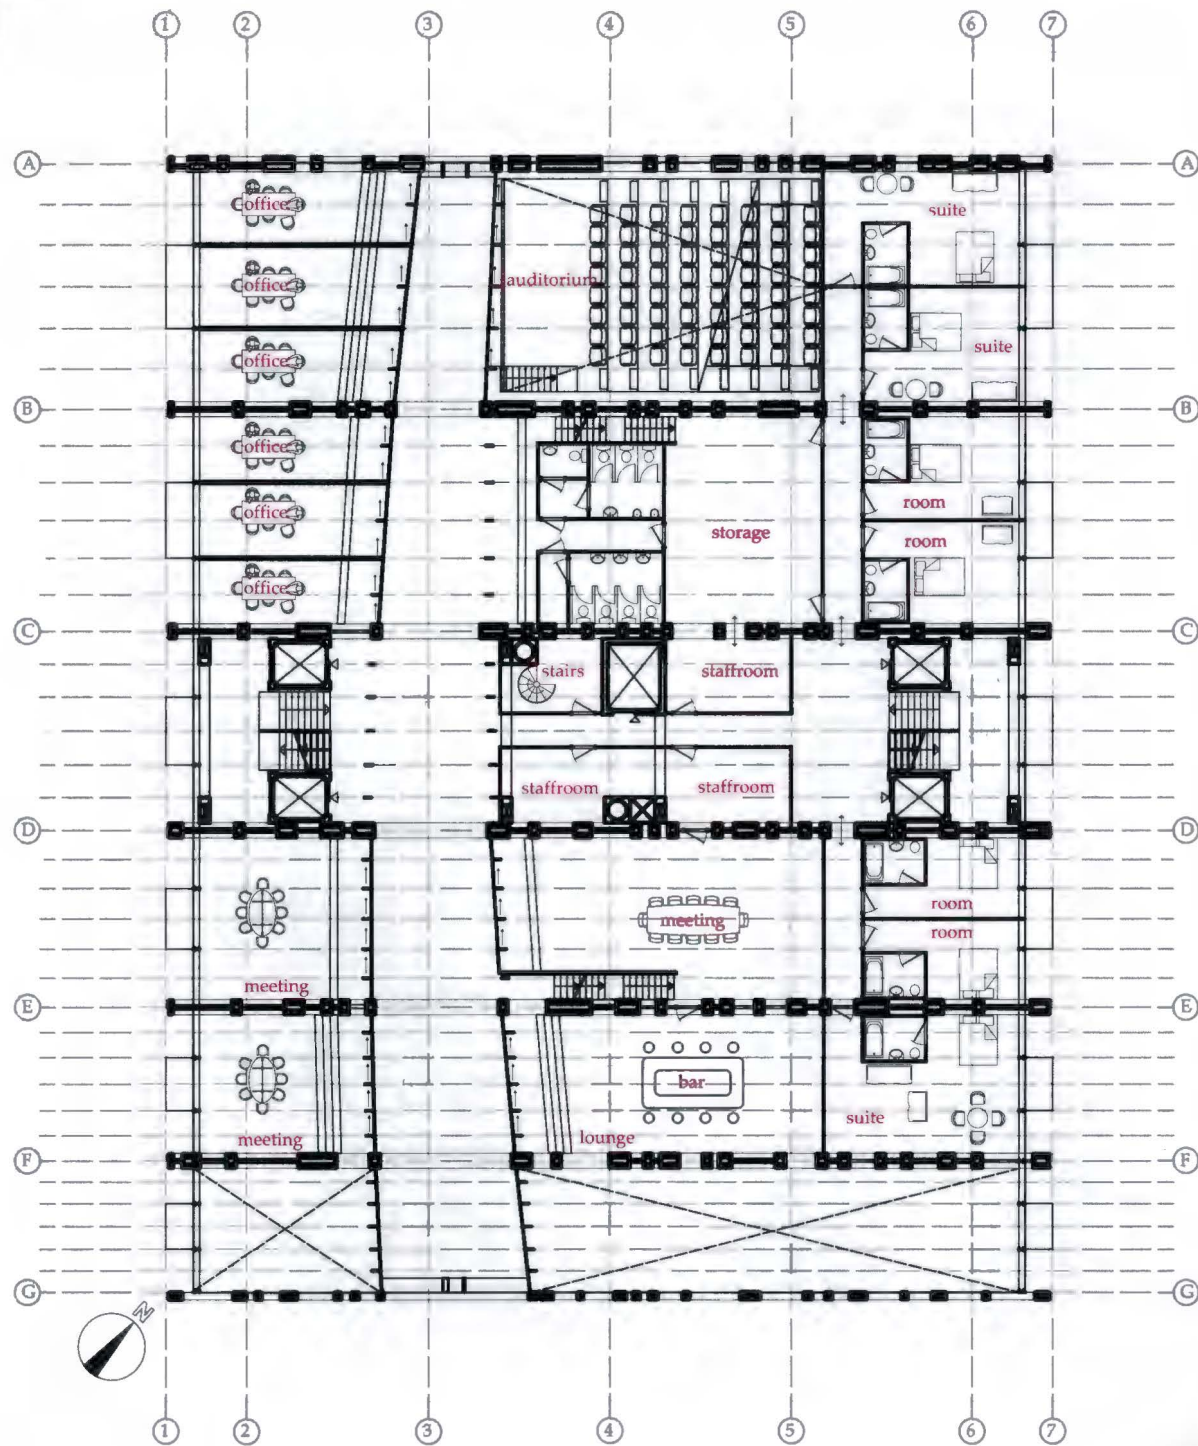 1 2 3 4 5 6 7
A A
office suite
auditorium
office
office suite
B B
office
room
office storage
room
office
C C
stairs staffroom
staffroom staffroom
D D
room
meeting
room
meeting
E E
bar
suite
meeting lounge
F F
G G
N
1 2 3 4 5 6 7